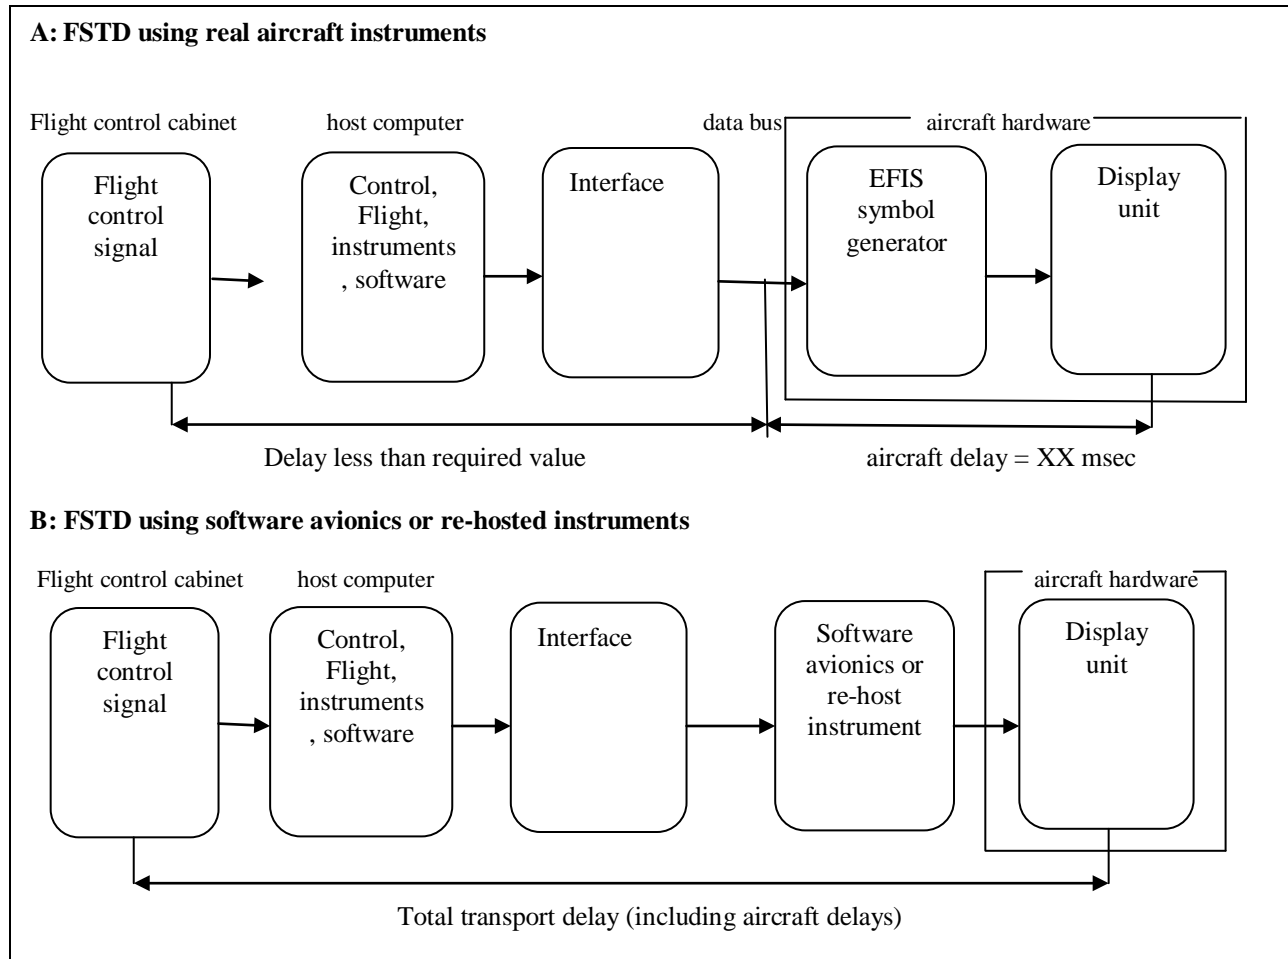 A: FSTD using real aircraft instruments
Flight control cabinet
host computer
data bus
aircraft hardware
Flight
control
signal
Control,
Flight,
instruments
, software
Interface
EFIS
symbol
generator
Display
unit
Delay less than required value
aircraft delay = XX msec
B: FSTD using software avionics or re-hosted instruments
Flight control cabinet
host computer
aircraft hardware
Flight
control
signal
Control,
Flight,
instruments
, software
Interface
Software
avionics or
re-host
instrument
Display
unit
Total transport delay (including aircraft delays)